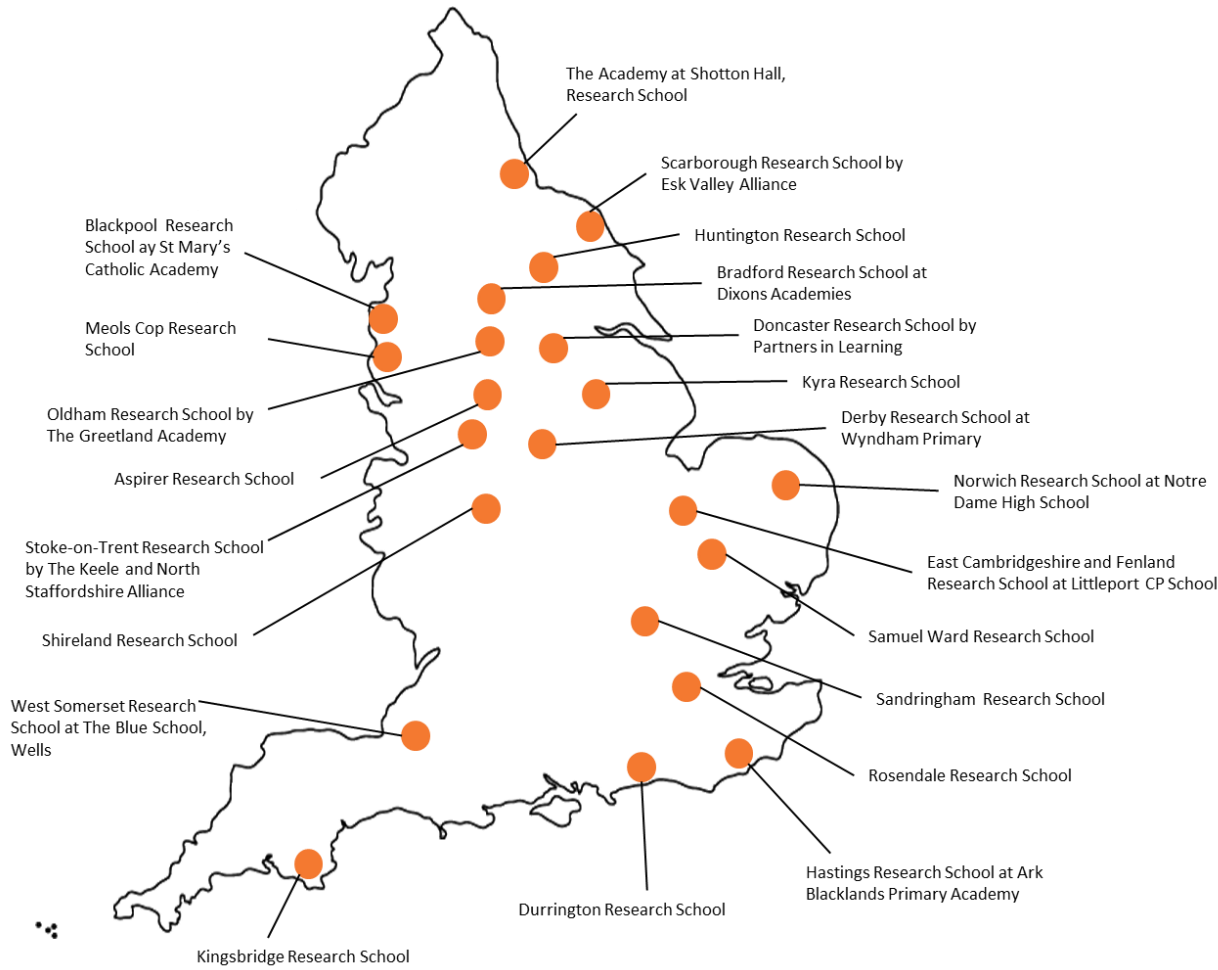 The Academy at Shotton Hall,
Research School
Scarborough Research School by
Esk Valley Alliance
Blackpool Research
School ay St Mary's
Catholic Academy
Huntington Research School
Bradford Research School at
Dixons Academies
Meols Cop Research
School
Doncaster Research School by
Partners in Learning
Kyra Research School
Oldham Research School by
The Greetland Academy
Derby Research School at
Wyndham Primary
Aspirer Research School
Norwich Research School at Notre
Dame High School
Stoke-on-Trent Research School
by The Keele and North
Staffordshire Alliance
East Cambridgeshire and Fenland
Research School at Littleport CP School
Shireland Research School
Samuel Ward Research School
West Somerset Research
School at The Blue School,
Wells
Sandringham Research School
Rosendale Research School
Hastings Research School at Ark
Blacklands Primary Academy
Durrington Research School
Kingsbridge Research School